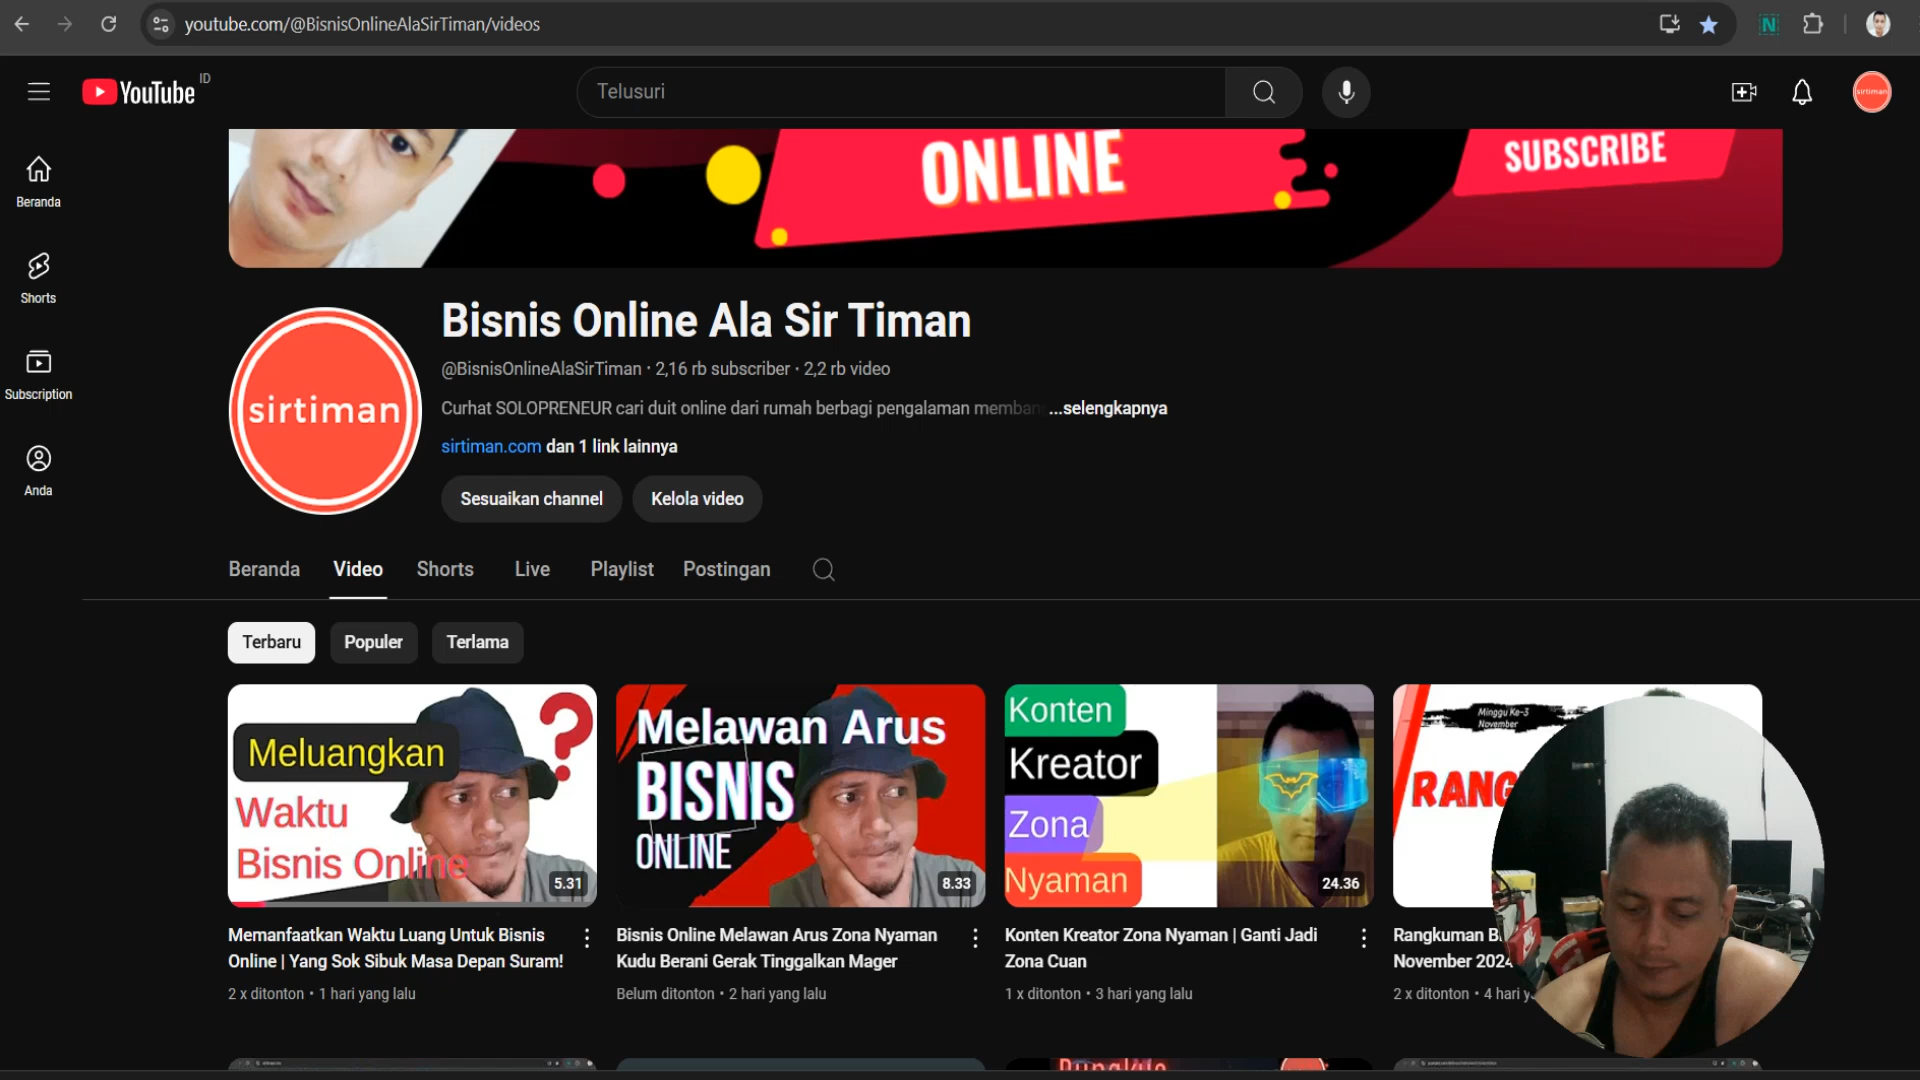 youtube.com/@BisnisOnlineAlaSirTiman/videos
N
YouTube
ID
Telusuri
sirtiman
Beranda
Shorts
Subscription
Anda
ONLINE
SUBSCRIBE
sirtiman
Bisnis Online Ala Sir Timan
@BisnisOnlineAlaSirTiman • 2,16 rb subscriber • 2,2 rb video
Curhat SOLOPRENEUR cari duit online dari rumah berbagi pengalaman memban ...selengkapnya
sirtiman.com dan 1 link lainnya
Sesuaikan channel
Kelola video
Beranda
Video
Shorts
Live
Playlist
Postingan
Terbaru
Populer
Terlama
Meluangkan
Waktu
Bisnis Online
?
5.31
Melawan Arus
BISNIS
ONLINE
8.33
Konten
Kreator
Zona
Nyaman
24.36
Minggu Ke-3
November
RANG
Memanfaatkan Waktu Luang Untuk Bisnis
Online | Yang Sok Sibuk Masa Depan Suram!
2 x ditonton • 1 hari yang lalu
Bisnis Online Melawan Arus Zona Nyaman
Kudu Berani Gerak Tinggalkan Mager
Belum ditonton • 2 hari yang lalu
Konten Kreator Zona Nyaman | Ganti Jadi
Zona Cuan
1 x ditonton • 3 hari yang lalu
Rangkuman B
November 2024
2 x ditonton • 4 hari y